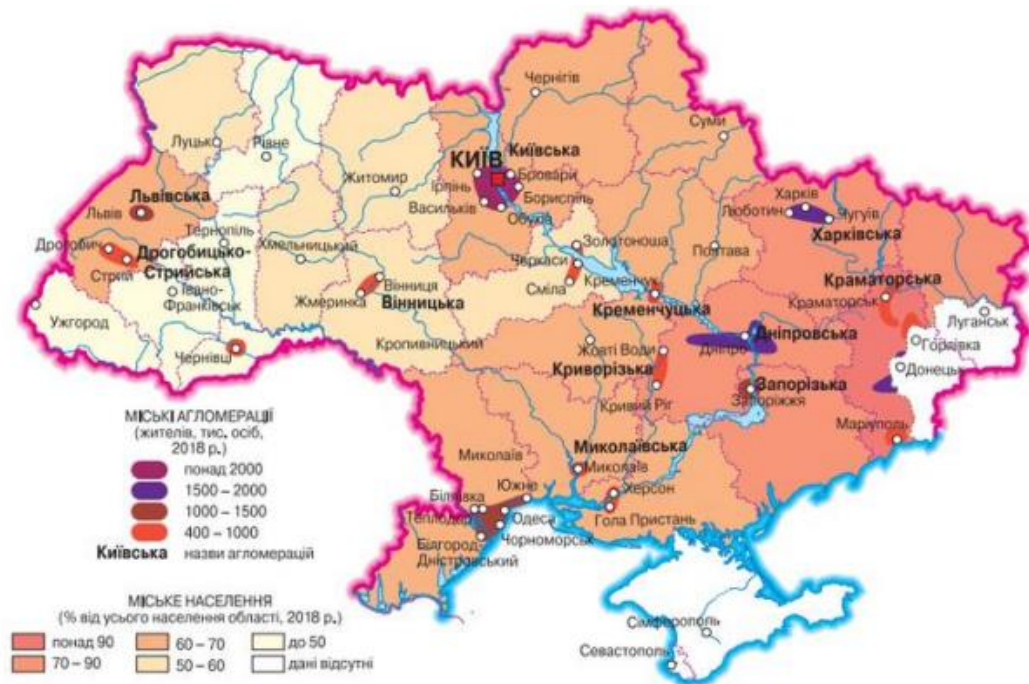 Чернігів
Суми
Луцьк
Рівне
КИЇВ
Київська
Житомир
Ірпінь
Бровари
Бориспіль
Васильків
Обухів
Львівська
Львів
Харків
Люботин
Чугуїв
Харківська
Тернопіль
Хмельницький
Золотоноша
Полтава
Дрогобич
Дрогобицько-
Стрийська
Стрий
Черкаси
Сміла
Вінниця
Жмеринка
Вінницька
Кременчук
Кременчуцька
Краматорська
Краматорськ
Івано-
Франківськ
Ужгород
Луганськ
Чернівці
Кропивницький
Жовті Води
Дніпровська
Дніпро
Горлівка
Донецьк
Криворізька
Кривий Ріг
Запорізька
Запоріжжя
Маріуполь
Миколаївська
Миколаїв
Миколаїв
Южне
Херсон
Біляївка
Теплодар
Одеса
Гола Пристань
Чорноморськ
Білгород-
Дністровський
Сімферополь
Севастополь
МІСЬКІ АГЛОМЕРАЦІЇ
(жителів, тис. осіб,
2018 р.)
понад 2000
1500 – 2000
1000 – 1500
400 – 1000
Київська назви агломерацій
МІСЬКЕ НАСЕЛЕННЯ
(% від усього населення області, 2018 р.)
понад 90 60 – 70 до 50
70 – 90 50 – 60 дані відсутні